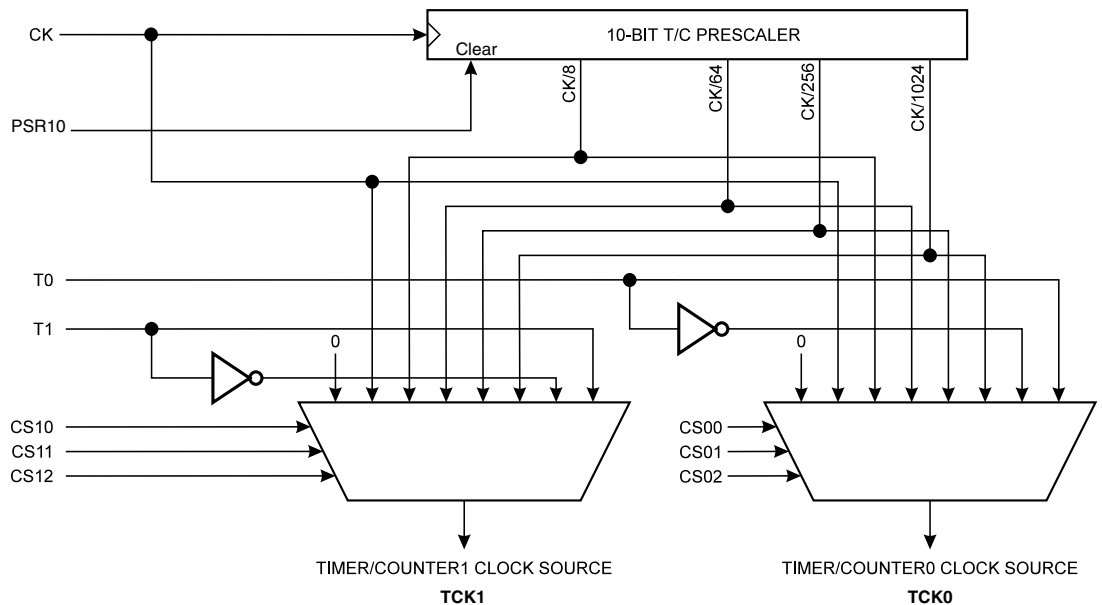 CK
10-BIT T/C PRESCALER
Clear
CK/8
CK/64
CK/256
CK/1024
PSR10
T0
T1
0
0
CS10
CS11
CS12
CS00
CS01
CS02
TIMER/COUNTER1 CLOCK SOURCE
TCK1
TIMER/COUNTER0 CLOCK SOURCE
TCK0